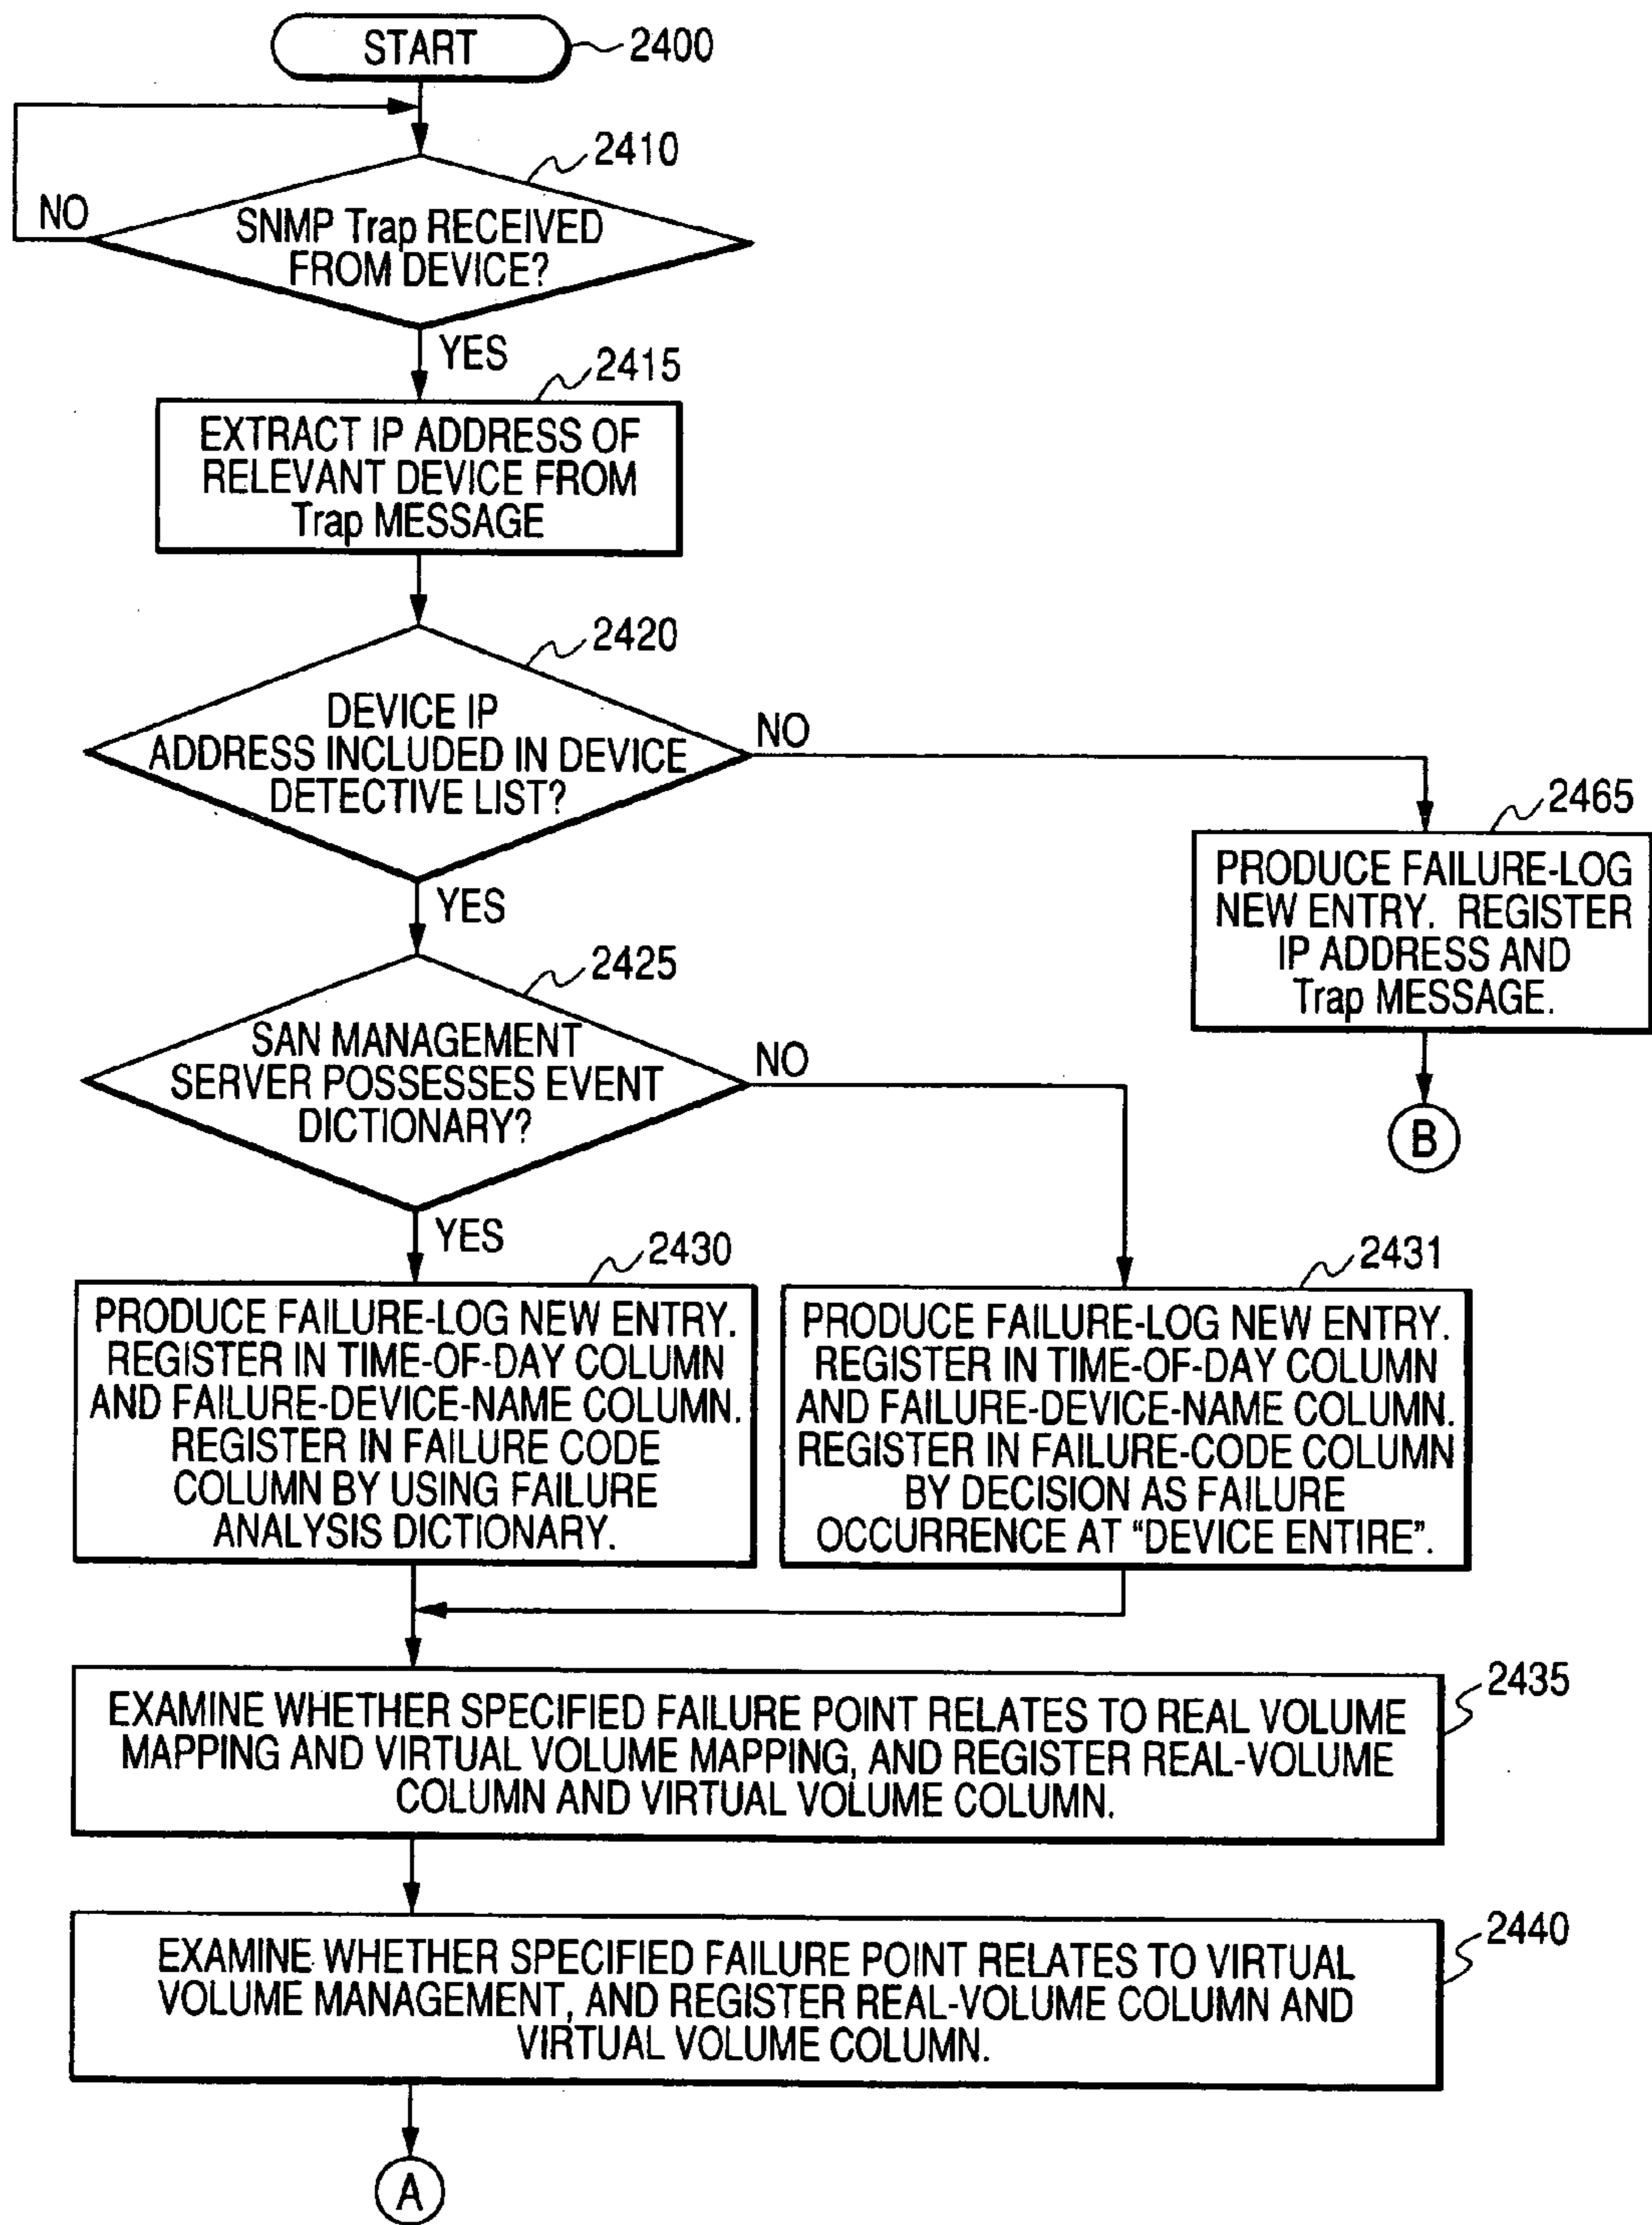 START
2400
2410
NO
SNMP Trap RECEIVED
FROM DEVICE?
YES
2415
EXTRACT IP ADDRESS OF
RELEVANT DEVICE FROM
Trap MESSAGE
2420
DEVICE IP
ADDRESS INCLUDED IN DEVICE
DETECTIVE LIST?
NO
YES
2465
PRODUCE FAILURE-LOG
NEW ENTRY. REGISTER
IP ADDRESS AND
Trap MESSAGE.
B
2425
SAN MANAGEMENT
SERVER POSSESSES EVENT
DICTIONARY?
NO
YES
2430
PRODUCE FAILURE-LOG NEW ENTRY.
REGISTER IN TIME-OF-DAY COLUMN
AND FAILURE-DEVICE-NAME COLUMN.
REGISTER IN FAILURE CODE
COLUMN BY USING FAILURE
ANALYSIS DICTIONARY.
2431
PRODUCE FAILURE-LOG NEW ENTRY.
REGISTER IN TIME-OF-DAY COLUMN
AND FAILURE-DEVICE-NAME COLUMN.
REGISTER IN FAILURE-CODE COLUMN
BY DECISION AS FAILURE
OCCURRENCE AT “DEVICE ENTIRE”.
2435
EXAMINE WHETHER SPECIFIED FAILURE POINT RELATES TO REAL VOLUME
MAPPING AND VIRTUAL VOLUME MAPPING, AND REGISTER REAL-VOLUME
COLUMN AND VIRTUAL VOLUME COLUMN.
2440
EXAMINE WHETHER SPECIFIED FAILURE POINT RELATES TO VIRTUAL
VOLUME MANAGEMENT, AND REGISTER REAL-VOLUME COLUMN AND
VIRTUAL VOLUME COLUMN.
A